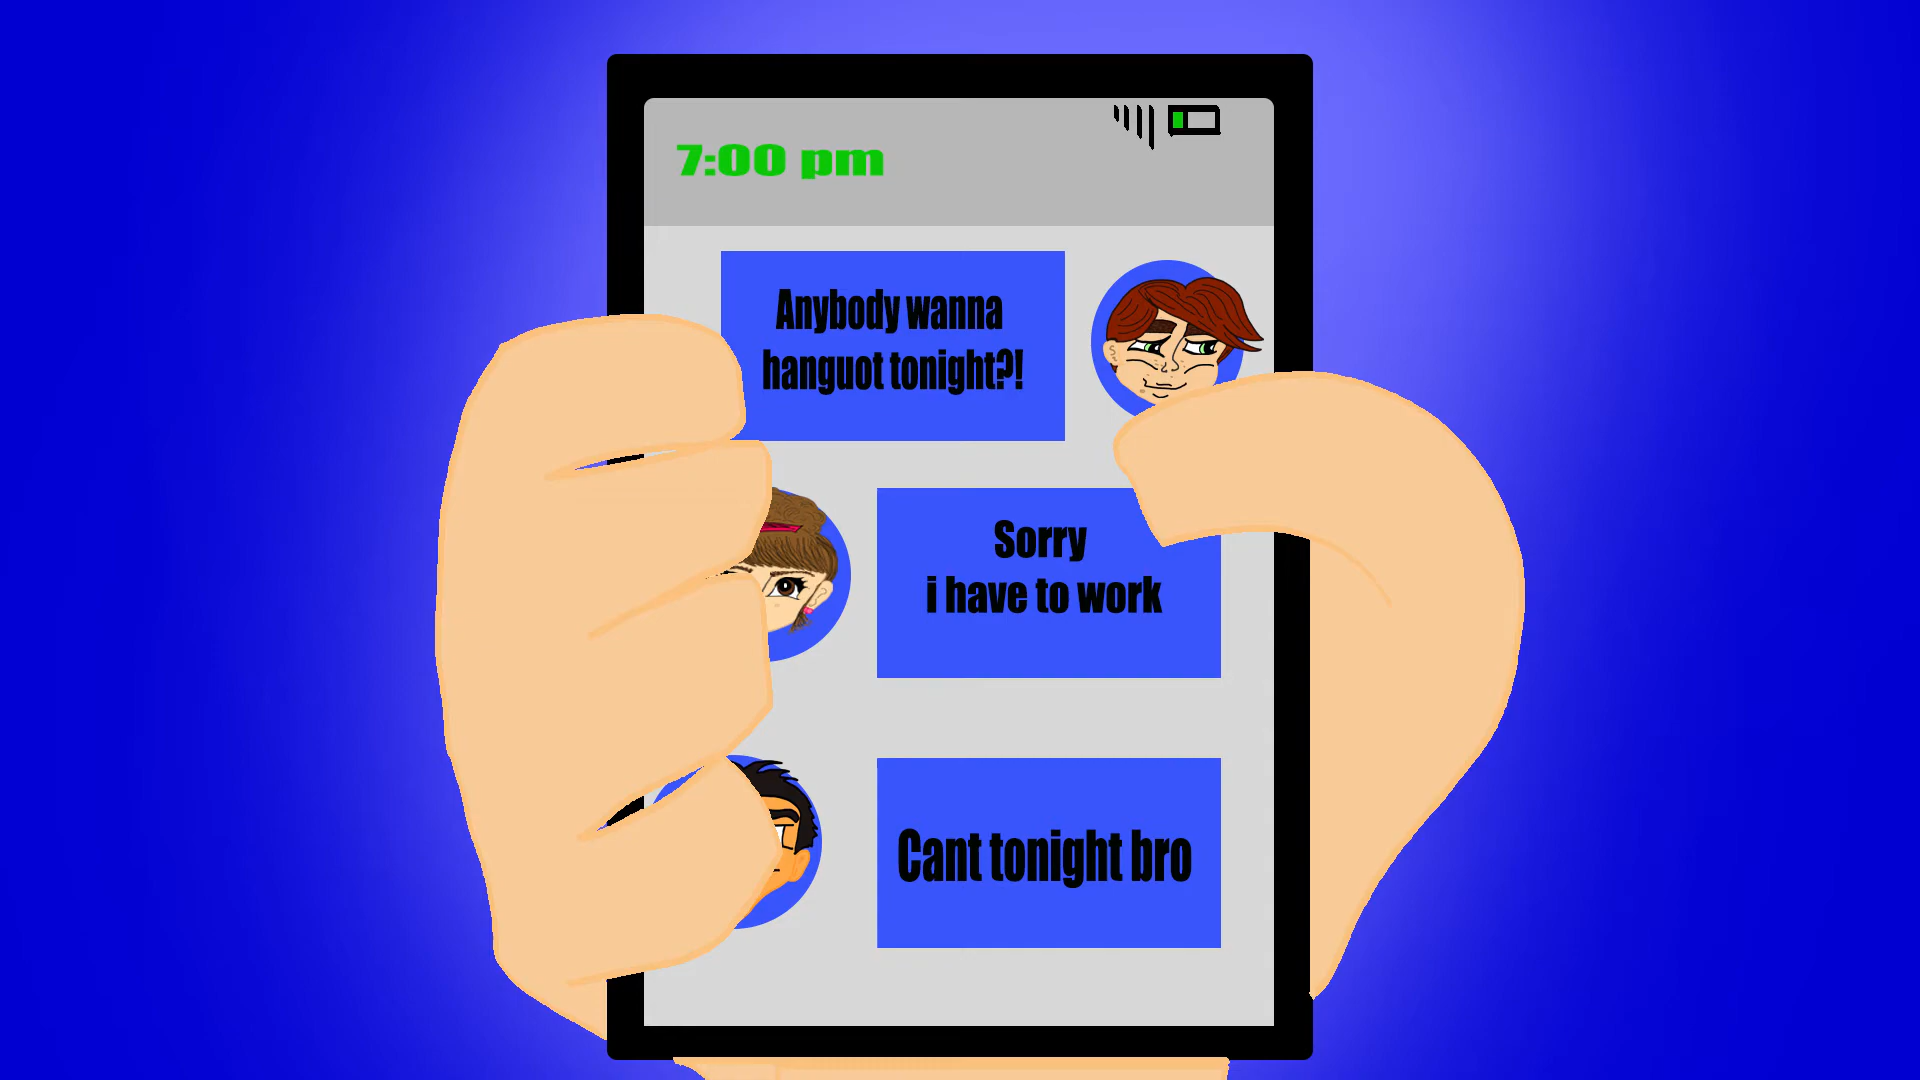 7:00 pm
Anybody wanna
hanguot tonight?!
Sorry
i have to work
Cant tonight bro